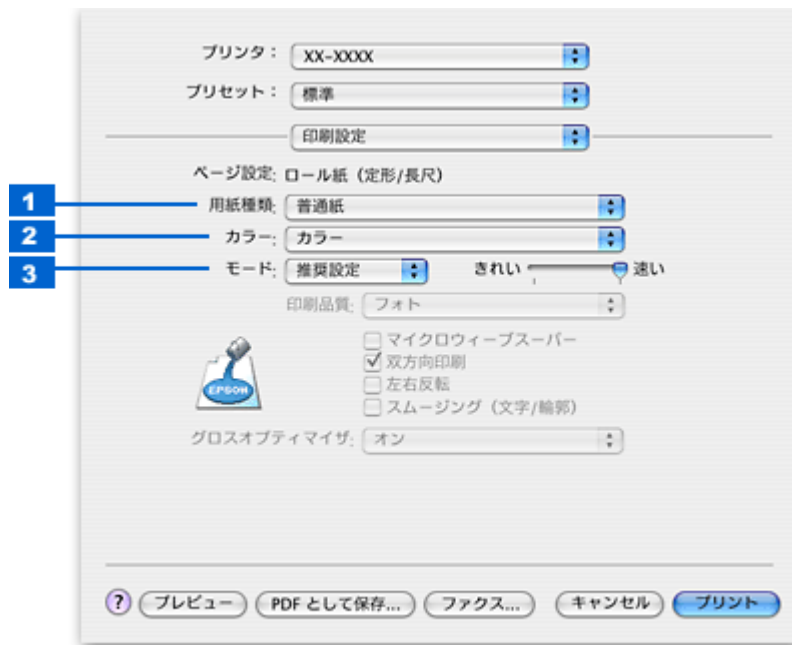 プリンタ： XX-XXXX
プリセット： 標準
印刷設定
ページ設定: ロール紙（定形/長尺）
1 用紙種類: 普通紙
2 カラー: カラー
3 モード: 推奨設定 きれい 速い
印刷品質: フォト
マイクロウィーブスーパー
双方向印刷
EPSON
左右反転
スムージング（文字/輪郭）
グロスオプティマイザ: オン
? プレビュー PDF として保存... ファクス... キャンセル プリント